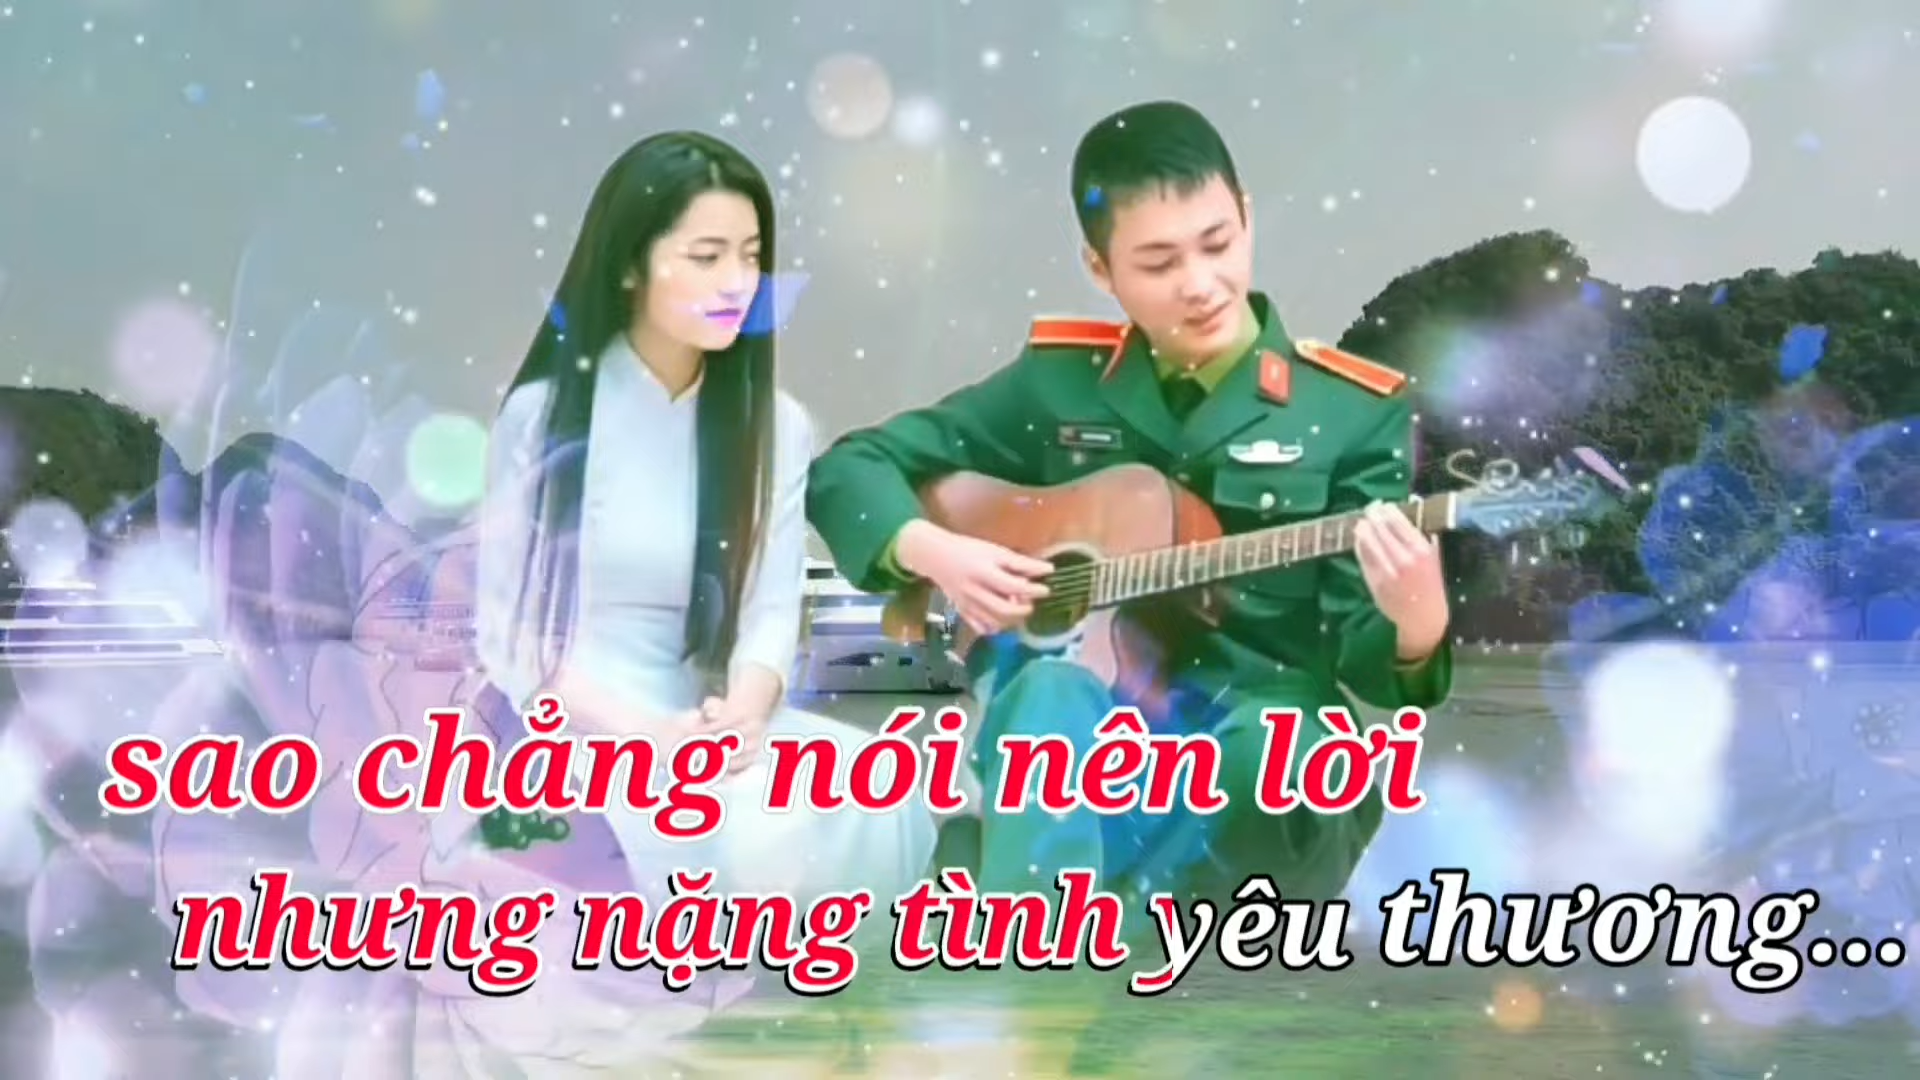 sao chẳng nói nên lời
nhưng nặng tình yêu thương...